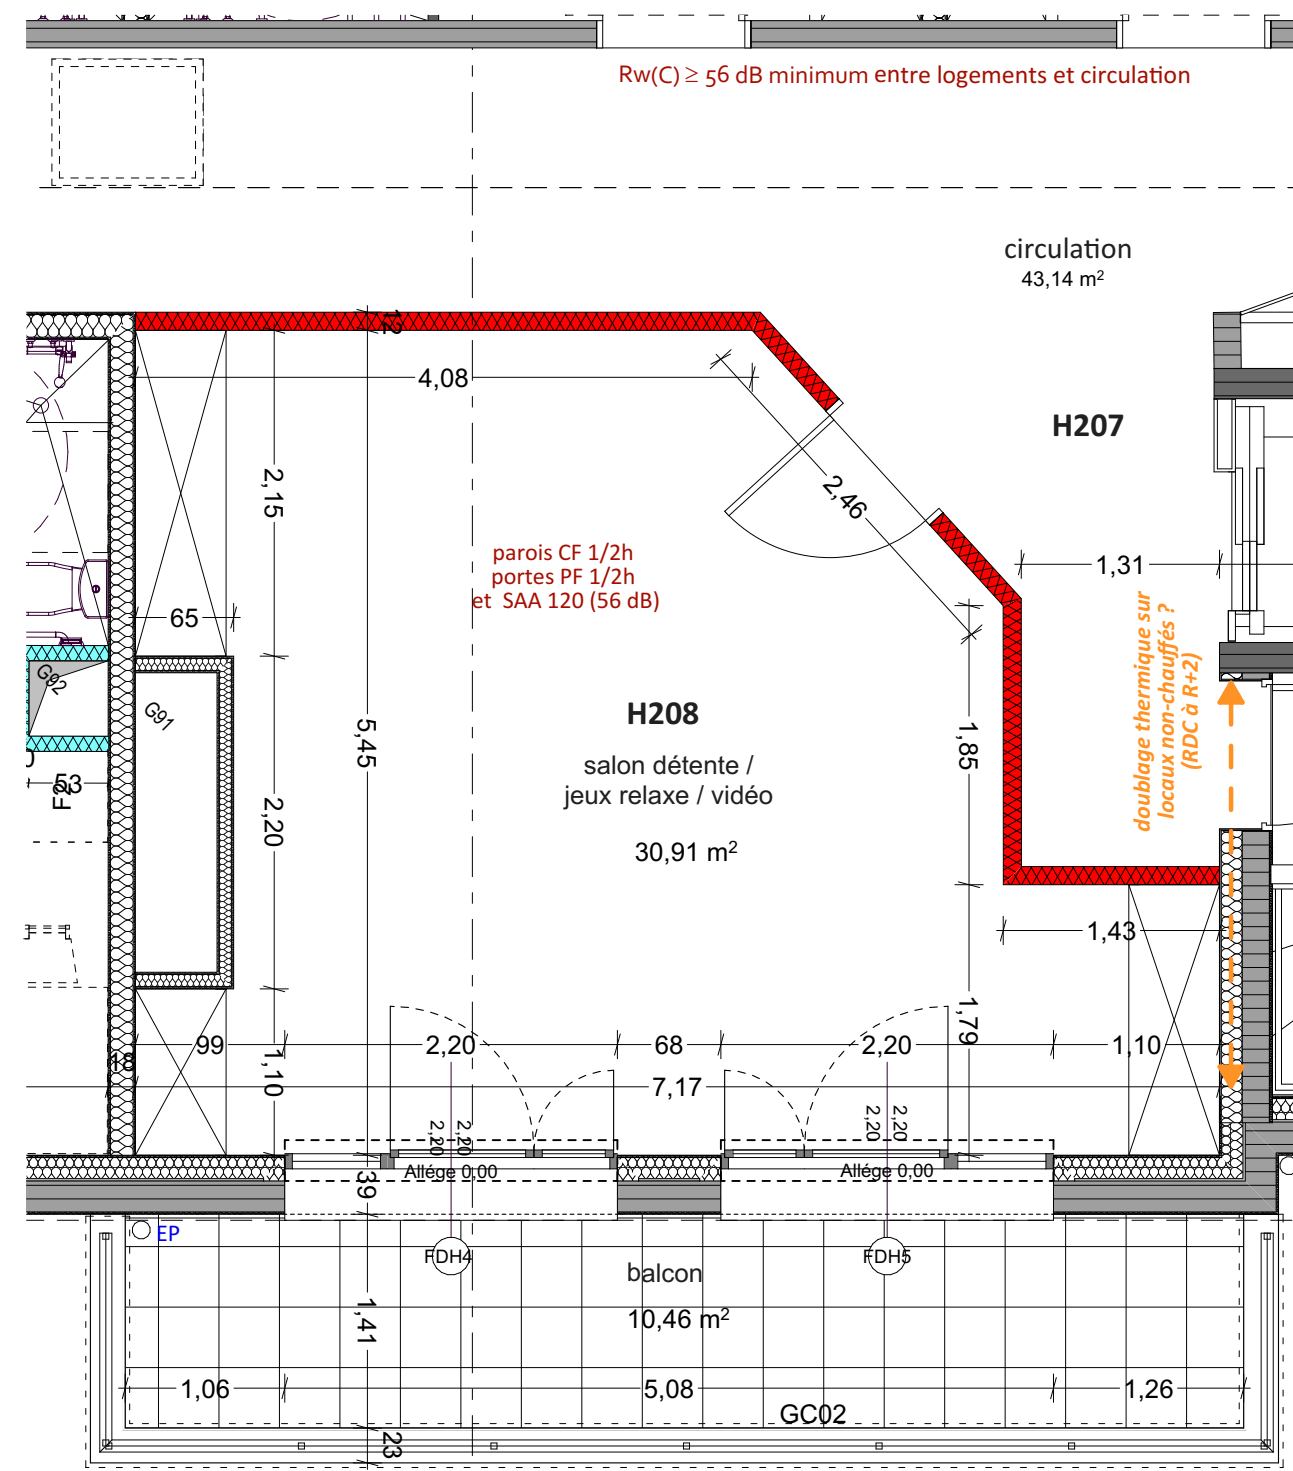 Rw(C) ≥ 56 dB minimum entre logements et circulation
circulation
43,14 m²
12
4,08
H207
2,46
2,15
parois CF 1/2h
portes PF 1/2h
et SAA 120 (56 dB)
1,31
65
doublage thermique sur
locaux non-chauffés ?
(RDC à R+2)
G92
G91
H208
5,45
1,85
salon détente /
jeux relaxe / vidéo
53
F2
2,20
30,91 m²
1,43
1,79
99
2,20
68
2,20
1,10
18
1,10
7,17
2,20
2,20
2,20
2,20
Allége 0,00
Allége 0,00
39
EP
FDH4
FDH5
balcon
10,46 m²
1,41
1,06
5,08
1,26
GC02
23